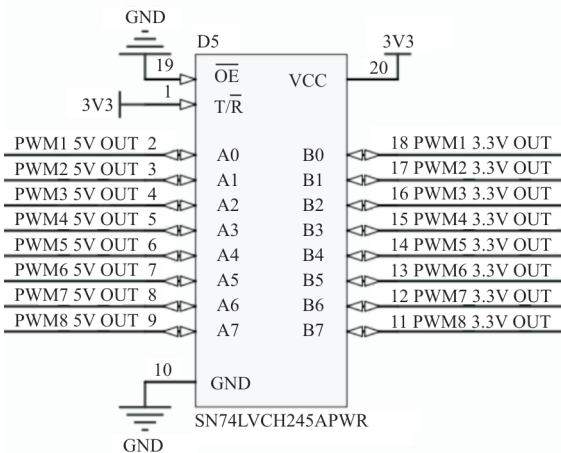 GND
D5
3V3
19
OE
VCC
20
1
3V3
T/R
PWM1 5V OUT 2
A0
B0
18 PWM1 3.3V OUT
PWM2 5V OUT 3
A1
B1
17 PWM2 3.3V OUT
PWM3 5V OUT 4
A2
B2
16 PWM3 3.3V OUT
PWM4 5V OUT 5
A3
B3
15 PWM4 3.3V OUT
PWM5 5V OUT 6
A4
B4
14 PWM5 3.3V OUT
PWM6 5V OUT 7
A5
B5
13 PWM6 3.3V OUT
PWM7 5V OUT 8
A6
B6
12 PWM7 3.3V OUT
PWM8 5V OUT 9
A7
B7
11 PWM8 3.3V OUT
10
GND
SN74LVCH245APWR
GND